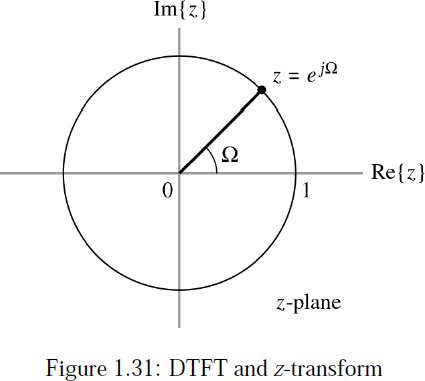 Im{z}
z = e^{jΩ}
Ω
Re{z}
0
1
z-plane
Figure 1.31: DTFT and z-transform